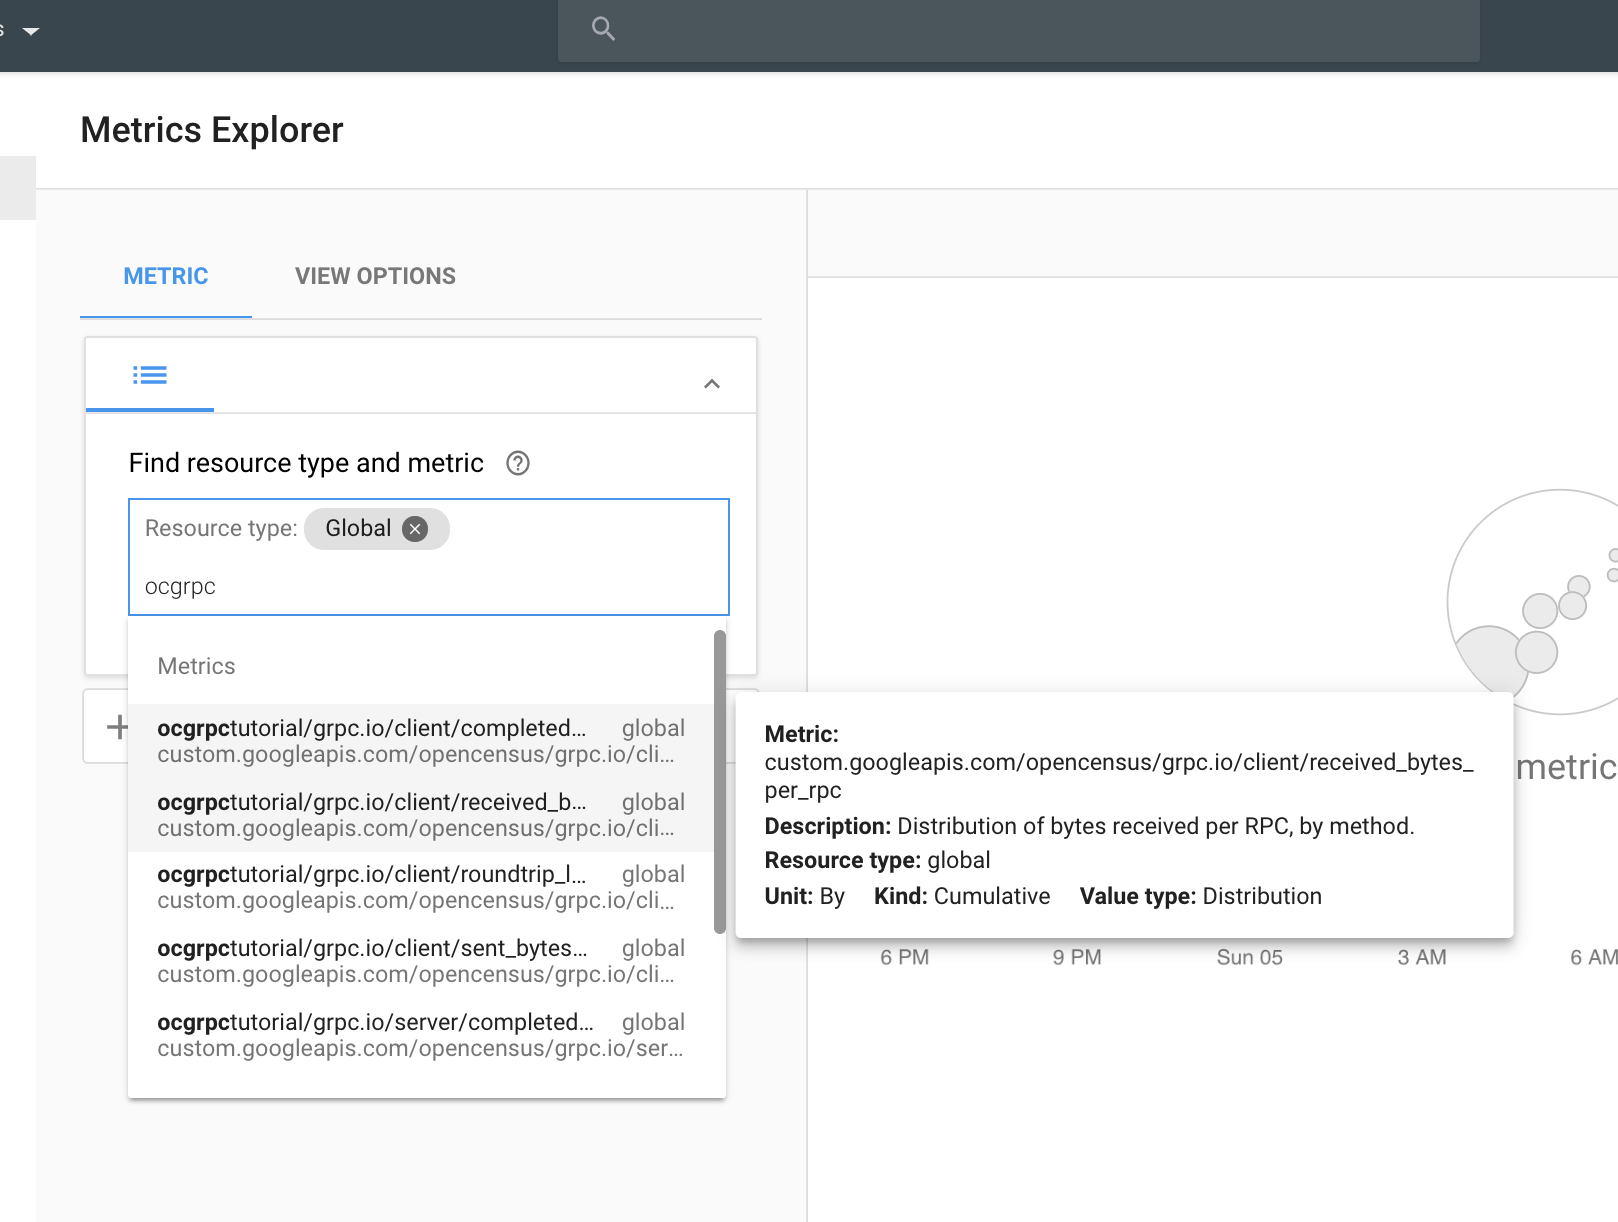 Metrics Explorer
METRIC
VIEW OPTIONS
Find resource type and metric
Resource type: Global
ocgrpc
Metrics
ocgrpctutorial/grpc.io/client/completed... global
custom.googleapis.com/opencensus/grpc.io/cli...
ocgrpctutorial/grpc.io/client/received_b... global
custom.googleapis.com/opencensus/grpc.io/cli...
ocgrpctutorial/grpc.io/client/roundtrip_l... global
custom.googleapis.com/opencensus/grpc.io/cli...
ocgrpctutorial/grpc.io/client/sent_bytes... global
custom.googleapis.com/opencensus/grpc.io/cli...
ocgrpctutorial/grpc.io/server/completed... global
custom.googleapis.com/opencensus/grpc.io/ser...
Metric:
custom.googleapis.com/opencensus/grpc.io/client/received_bytes_
per_rpc
Description: Distribution of bytes received per RPC, by method.
Resource type: global
Unit: By Kind: Cumulative Value type: Distribution
metric
6 PM 9 PM Sun 05 3 AM 6 AM